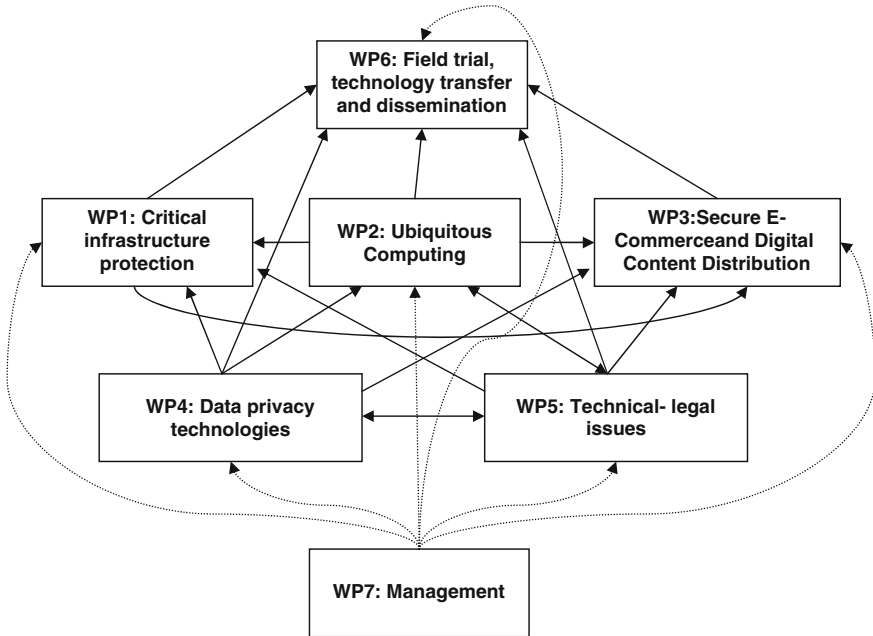 WP6: Field trial,
technology transfer
and dissemination
WP1: Critical
infrastructure
protection
WP2: Ubiquitous
Computing
WP3:Secure E-
Commerceand Digital
Content Distribution
WP4: Data privacy
technologies
WP5: Technical- legal
issues
WP7: Management